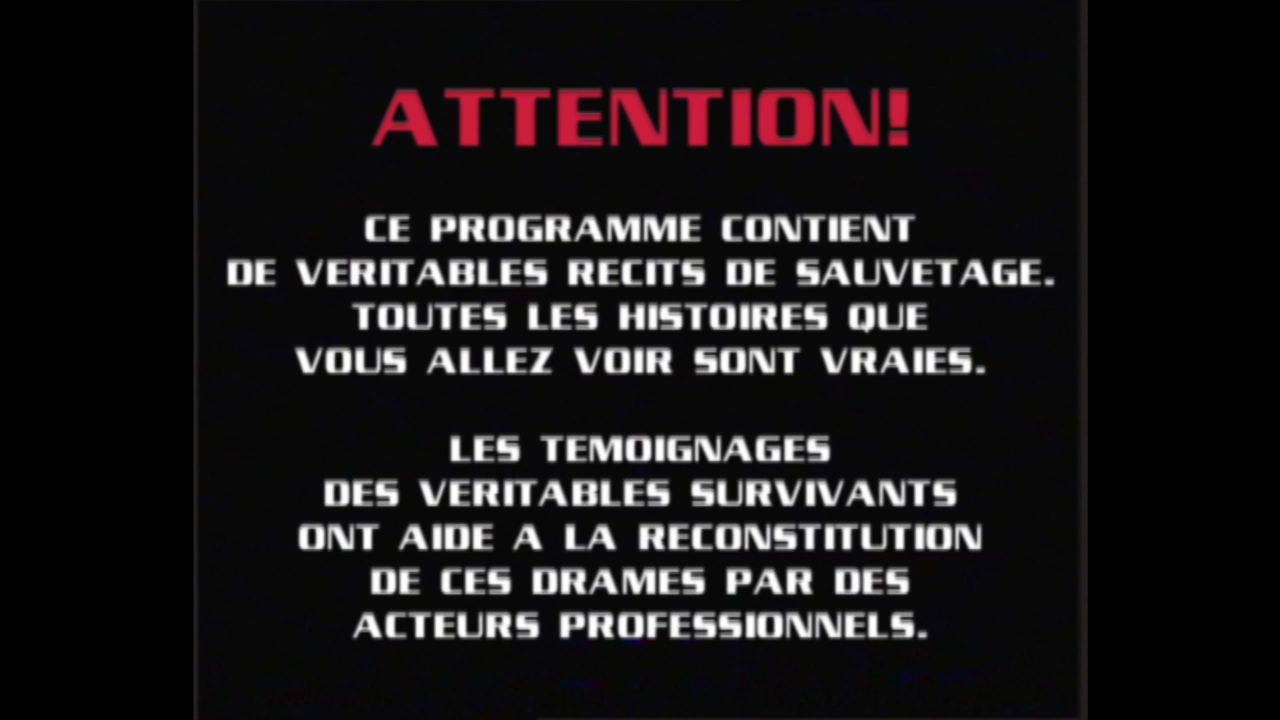 ATTENTION!
CE PROGRAMME CONTIENT
DE VERITABLES RECITS DE SAUVETAGE.
TOUTES LES HISTOIRES QUE
VOUS ALLEZ VOIR SONT VRAIES.
LES TEMOIGNAGES
DES VERITABLES SURVIVANTS
ONT AIDE A LA RECONSTITUTION
DE CES DRAMES PAR DES
ACTEURS PROFESSIONNELS.